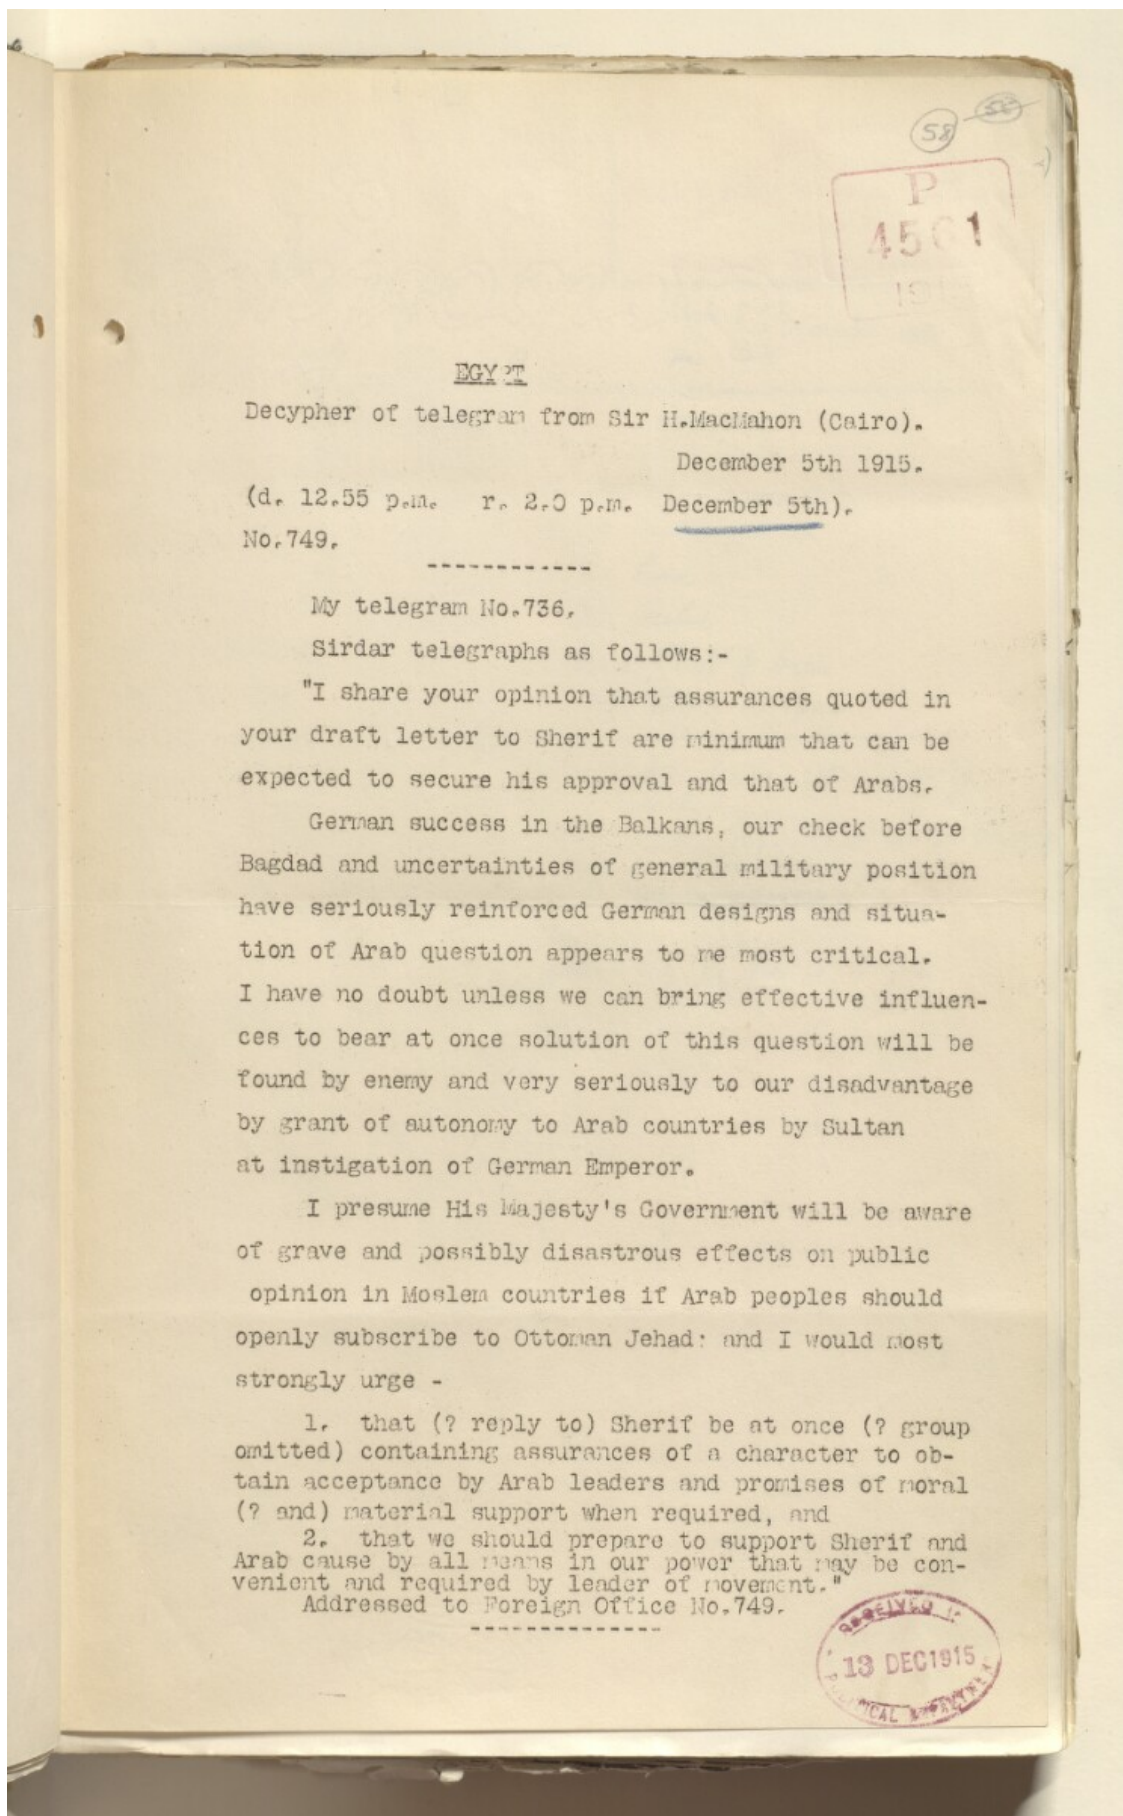 58
56
P
4561
191
EGYPT
Decypher of telegram from Sir H.MacMahon (Cairo).
December 5th 1915.
(d. 12.55 p.m. r. 2.0 p.m. December 5th).
No.749.
------------
My telegram No.736.
Sirdar telegraphs as follows:-
"I share your opinion that assurances quoted in
your draft letter to Sherif are minimum that can be
expected to secure his approval and that of Arabs.
German success in the Balkans, our check before
Bagdad and uncertainties of general military position
have seriously reinforced German designs and situa-
tion of Arab question appears to me most critical.
I have no doubt unless we can bring effective influen-
ces to bear at once solution of this question will be
found by enemy and very seriously to our disadvantage
by grant of autonomy to Arab countries by Sultan
at instigation of German Emperor.
I presume His Majesty's Government will be aware
of grave and possibly disastrous effects on public
opinion in Moslem countries if Arab peoples should
openly subscribe to Ottoman Jehad: and I would most
strongly urge -
1. that (? reply to) Sherif be at once (? group
omitted) containing assurances of a character to ob-
tain acceptance by Arab leaders and promises of moral
(? and) material support when required, and
2. that we should prepare to support Sherif and
Arab cause by all means in our power that may be con-
venient and required by leader of movement."
Addressed to Foreign Office No.749.
--------------
RECEIVED IN
13 DEC 1915
POLITICAL DEPARTMENT